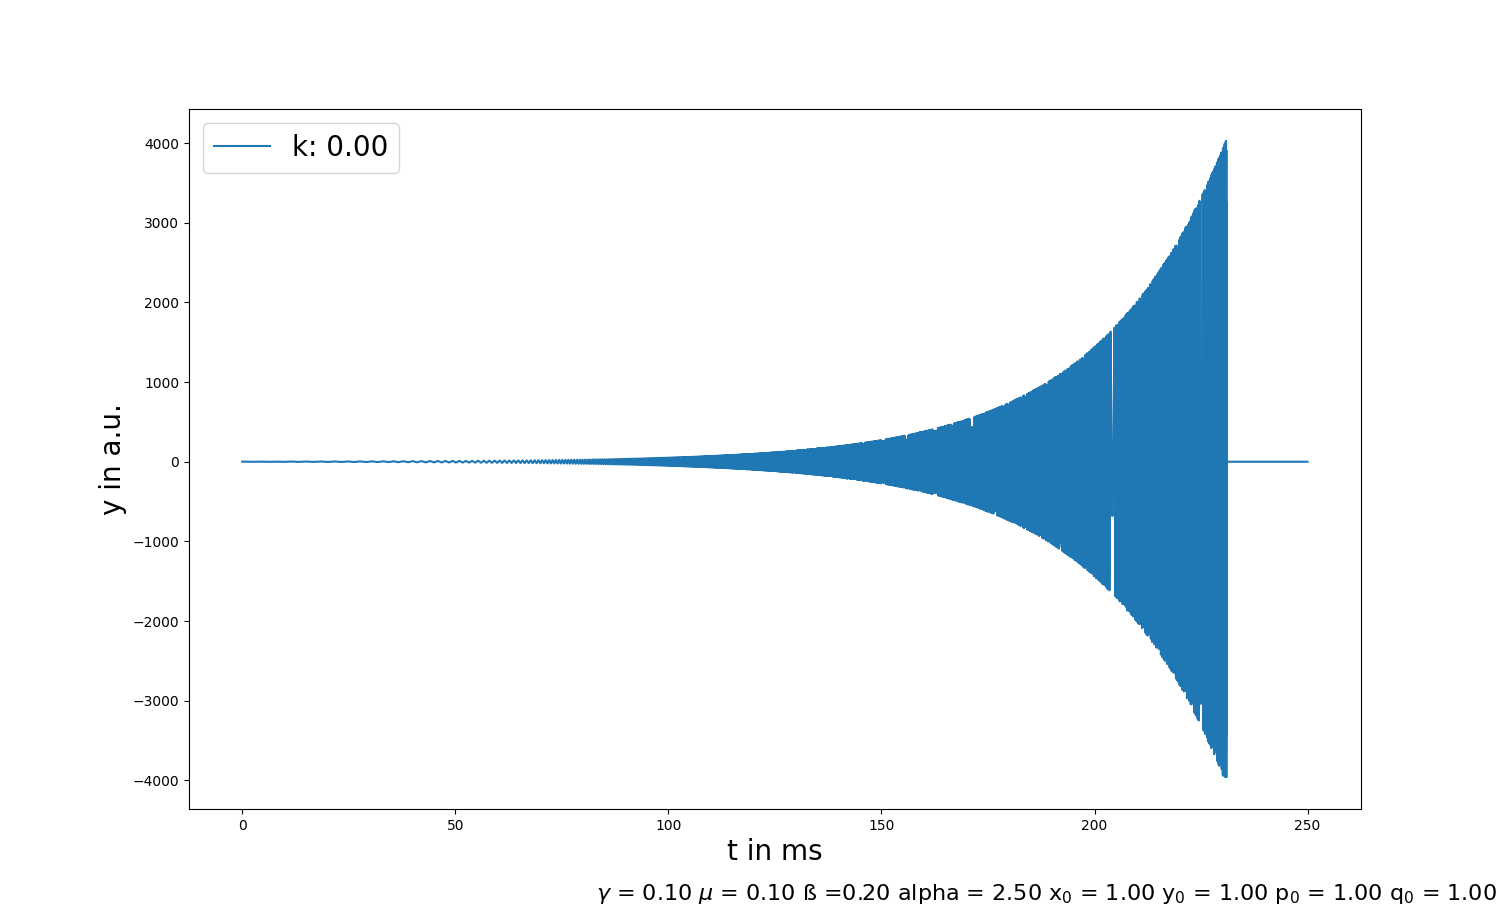 k: 0.00
4000
3000
2000
1000
0
−1000
−2000
−3000
−4000
y in a.u.
0 50 100 150 200 250
t in ms
γ = 0.10 μ = 0.10 ß =0.20 alpha = 2.50 x₀ = 1.00 y₀ = 1.00 p₀ = 1.00 q₀ = 1.00